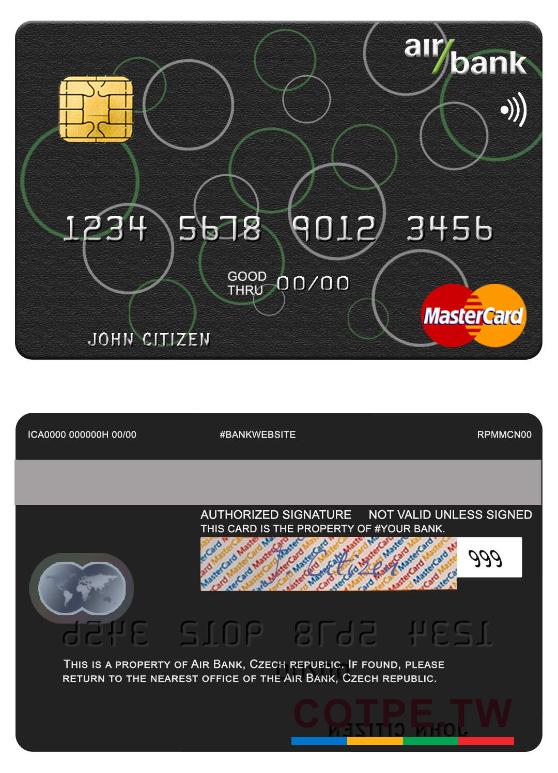 air bank
1234 5678 9012 3456
GOOD THRU 00/00
MasterCard
JOHN CITIZEN
ICA0000 000000H 00/00 #BANKWEBSITE RPMMCN00
AUTHORIZED SIGNATURE NOT VALID UNLESS SIGNED
THIS CARD IS THE PROPERTY OF #YOUR BANK.
999
THIS IS A PROPERTY OF AIR BANK, CZECH REPUBLIC. IF FOUND, PLEASE
RETURN TO THE NEAREST OFFICE OF THE AIR BANK, CZECH REPUBLIC.
COTPE.TW